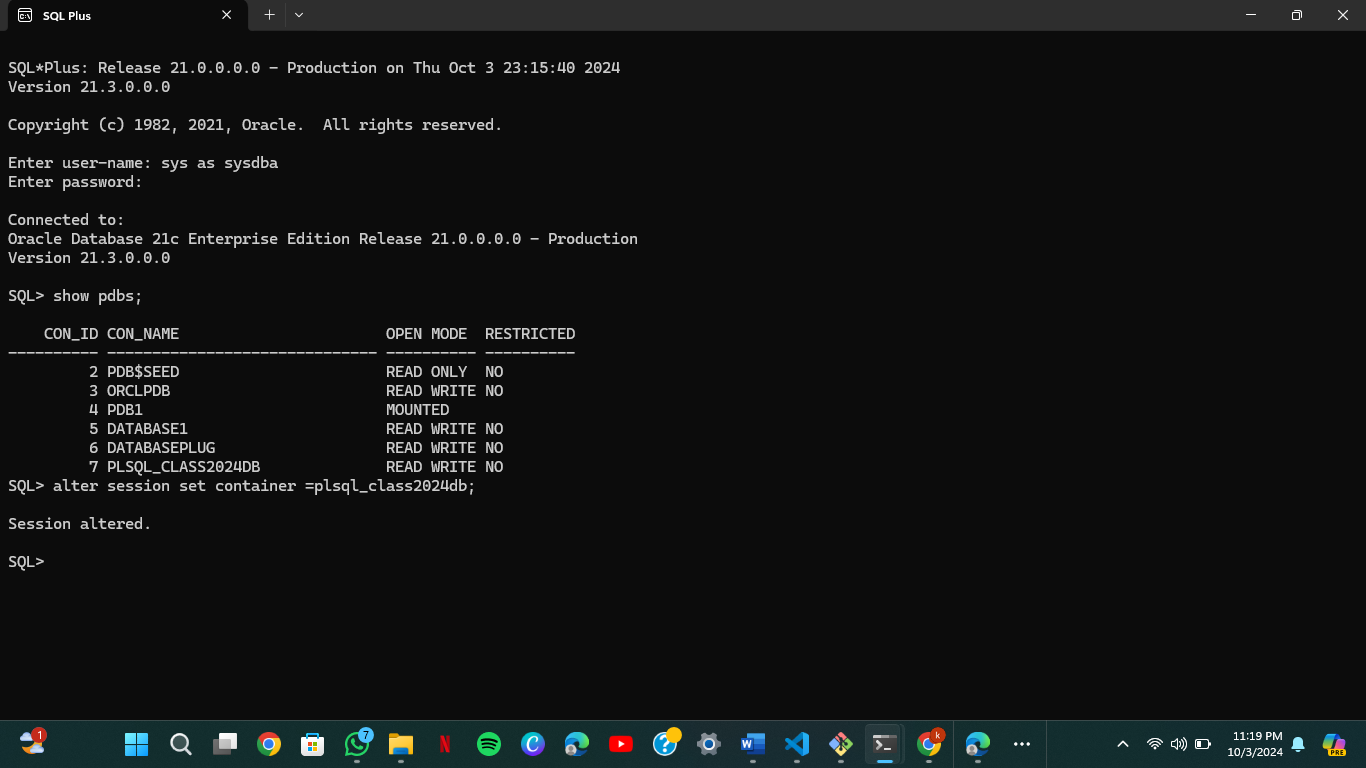 SQL Plus
SQL*Plus: Release 21.0.0.0.0 - Production on Thu Oct 3 23:15:40 2024
Version 21.3.0.0.0
Copyright (c) 1982, 2021, Oracle.  All rights reserved.
Enter user-name: sys as sysdba
Enter password:
Connected to:
Oracle Database 21c Enterprise Edition Release 21.0.0.0.0 - Production
Version 21.3.0.0.0
SQL> show pdbs;
    CON_ID CON_NAME                       OPEN MODE  RESTRICTED
---------- ------------------------------ ---------- ----------
         2 PDB$SEED                       READ ONLY  NO
         3 ORCLPDB                        READ WRITE NO
         4 PDB1                           MOUNTED
         5 DATABASE1                      READ WRITE NO
         6 DATABASEPLUG                   READ WRITE NO
         7 PLSQL_CLASS2024DB              READ WRITE NO
SQL> alter session set container =plsql_class2024db;
Session altered.
SQL>
1
7
k
11:19 PM
10/3/2024
PRE